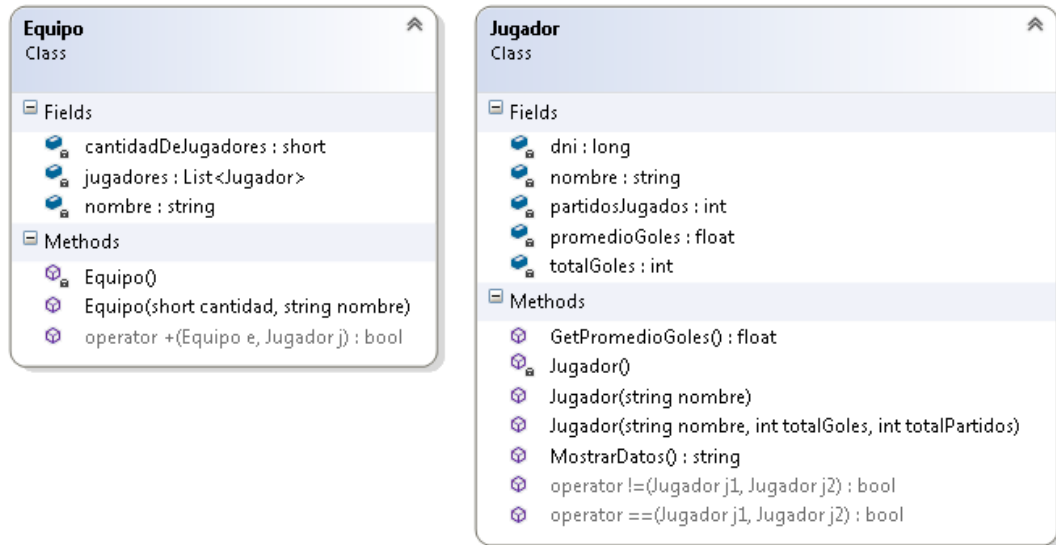 Equipo
Class
Fields
cantidadDeJugadores : short
jugadores : List<Jugador>
nombre : string
Methods
Equipo()
Equipo(short cantidad, string nombre)
operator +(Equipo e, Jugador j) : bool
Jugador
Class
Fields
dni : long
nombre : string
partidosJugados : int
promedioGoles : float
totalGoles : int
Methods
GetPromedioGoles() : float
Jugador()
Jugador(string nombre)
Jugador(string nombre, int totalGoles, int totalPartidos)
MostrarDatos() : string
operator !=(Jugador j1, Jugador j2) : bool
operator ==(Jugador j1, Jugador j2) : bool